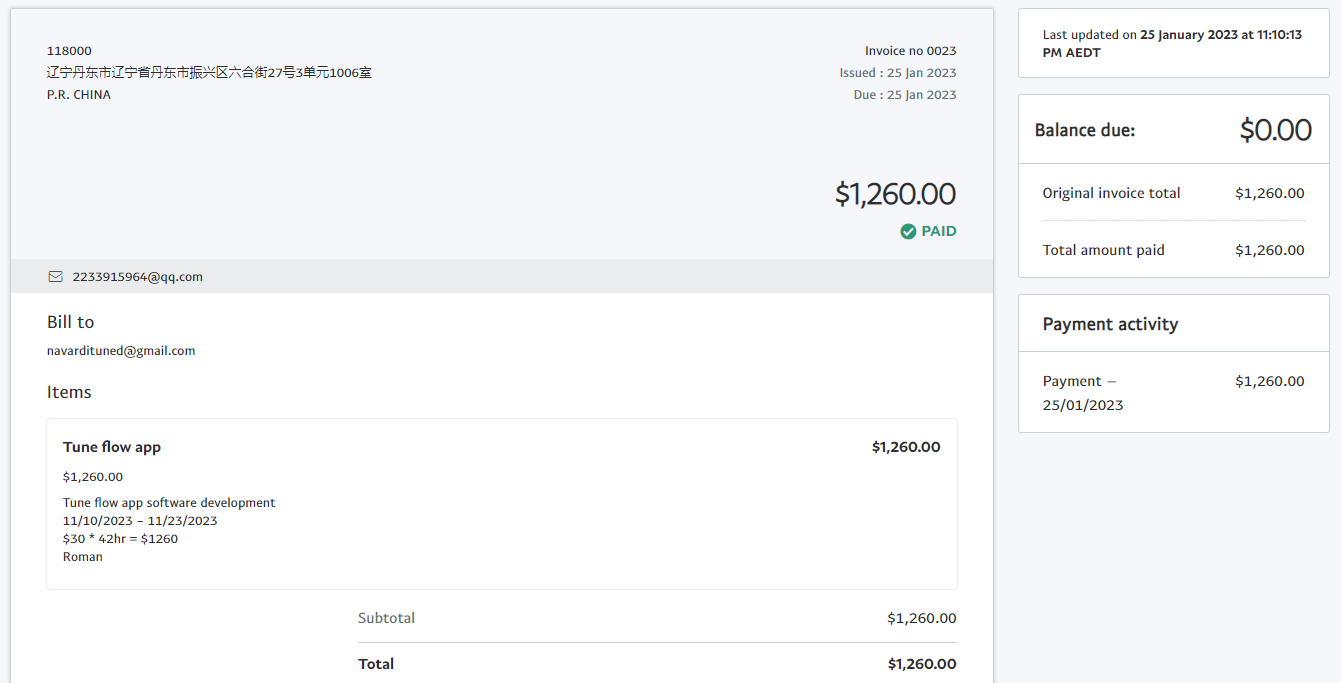 118000
辽宁丹东市辽宁省丹东市振兴区六合街27号3单元1006室
P.R. CHINA
Invoice no 0023
Issued : 25 Jan 2023
Due : 25 Jan 2023
$1,260.00
PAID
2233915964@qq.com
Bill to
navardituned@gmail.com
Items
Tune flow app
$1,260.00
$1,260.00
Tune flow app software development
11/10/2023 - 11/23/2023
$30 * 42hr = $1260
Roman
Subtotal
$1,260.00
Total
$1,260.00
Last updated on 25 January 2023 at 11:10:13
PM AEDT
Balance due:
$0.00
Original invoice total
$1,260.00
Total amount paid
$1,260.00
Payment activity
Payment –
$1,260.00
25/01/2023